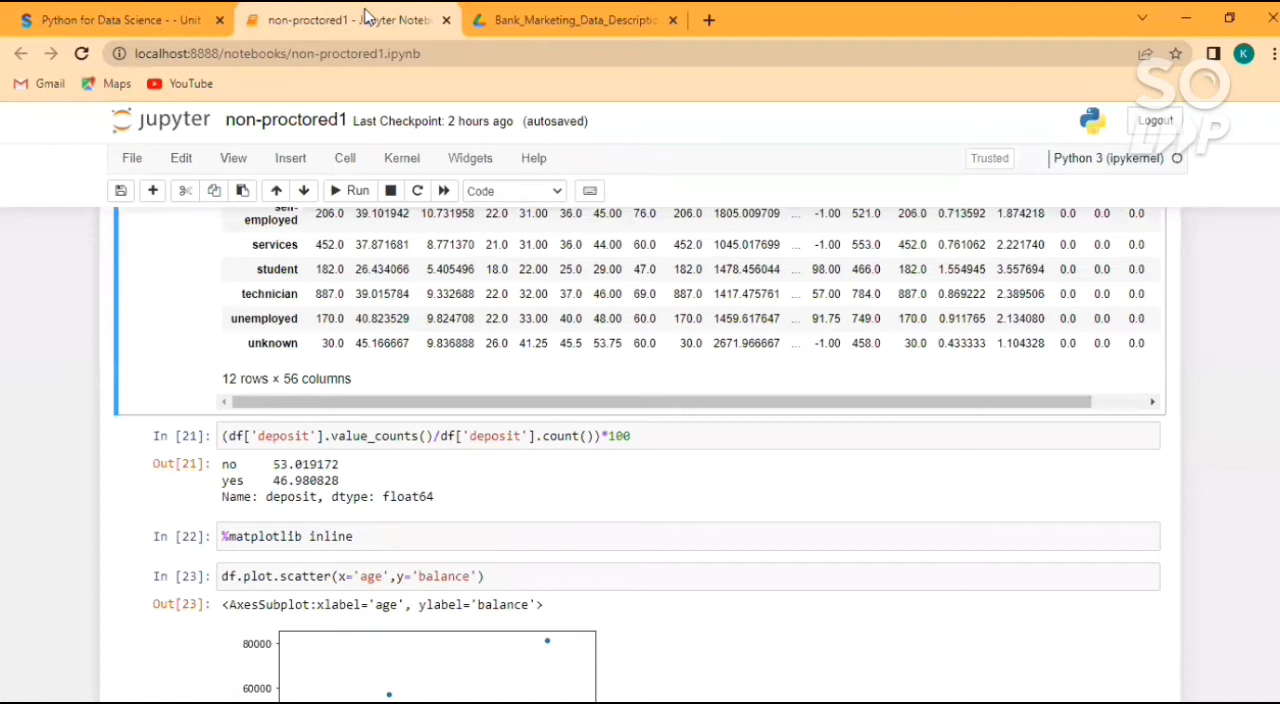 Python for Data Science - - Unit
non-proctored1 - Jupyter Noteb
Bank_Marketing_Data_Descriptio
localhost:8888/notebooks/non-proctored1.ipynb
K
Gmail Maps YouTube
SO
jupyter non-proctored1 Last Checkpoint: 2 hours ago (autosaved)
Logout
File Edit View Insert Cell Kernel Widgets Help
Trusted
Python 3 (ipykernel)
Run
Code
self-
employed 206.0 39.101942 10.731958 22.0 31.00 36.0 45.00 76.0 206.0 1805.009709 ... -1.00 521.0 206.0 0.713592 1.874218 0.0 0.0 0.0
services 452.0 37.871681 8.771370 21.0 31.00 36.0 44.00 60.0 452.0 1045.017699 ... -1.00 553.0 452.0 0.761062 2.221740 0.0 0.0 0.0
student 182.0 26.434066 5.405496 18.0 22.00 25.0 29.00 47.0 182.0 1478.456044 ... 98.00 466.0 182.0 1.554945 3.557694 0.0 0.0 0.0
technician 887.0 39.015784 9.332688 22.0 32.00 37.0 46.00 69.0 887.0 1417.475761 ... 57.00 784.0 887.0 0.869222 2.389506 0.0 0.0 0.0
unemployed 170.0 40.823529 9.824708 22.0 33.00 40.0 48.00 60.0 170.0 1459.617647 ... 91.75 749.0 170.0 0.911765 2.134080 0.0 0.0 0.0
unknown 30.0 45.166667 9.836888 26.0 41.25 45.5 53.75 60.0 30.0 2671.966667 ... -1.00 458.0 30.0 0.433333 1.104328 0.0 0.0 0.0
12 rows × 56 columns
In [21]: (df['deposit'].value_counts()/df['deposit'].count())*100
Out[21]: no 53.019172
yes 46.980828
Name: deposit, dtype: float64
In [22]: %matplotlib inline
In [23]: df.plot.scatter(x='age',y='balance')
Out[23]: <AxesSubplot:xlabel='age', ylabel='balance'>
80000
60000